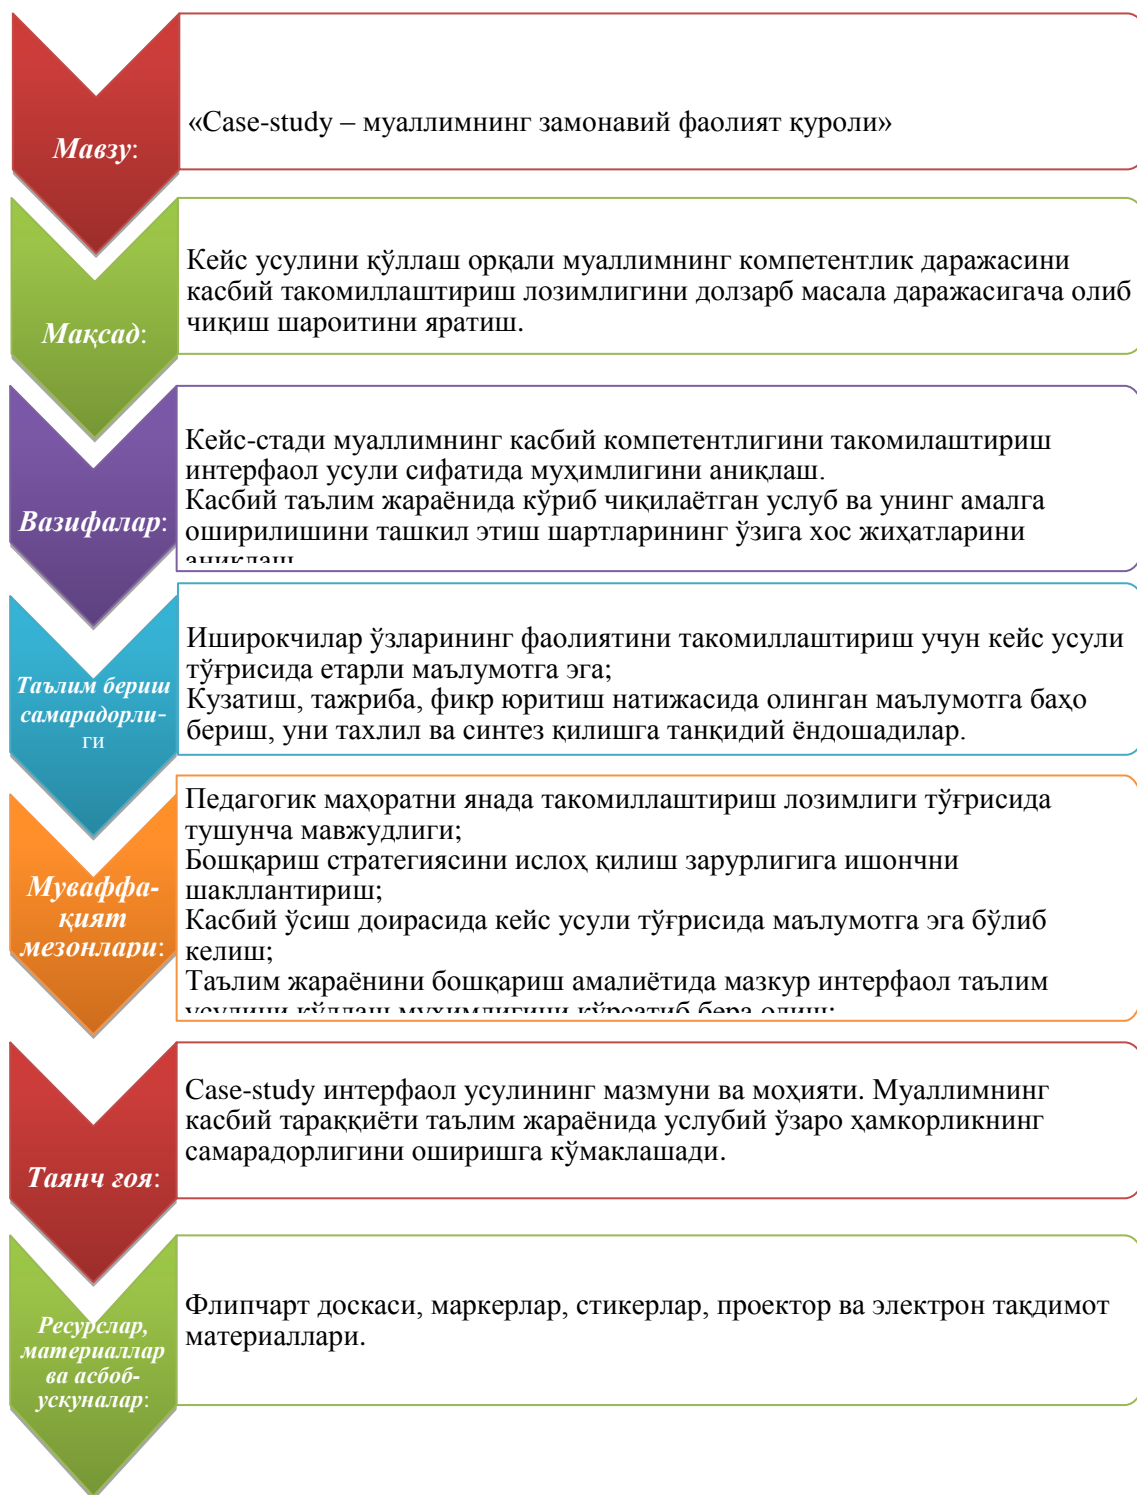 Мавзу:
«Case-study – муаллимнинг замонавий фаолият қуроли»
Мақсад:
Кейс усулини қўллаш орқали муаллимнинг компетентлик даражасини
касбий такомиллаштириш лозимлигини долзарб масала даражасигача олиб
чиқиш шароитини яратиш.
Вазифалар:
Кейс-стади муаллимнинг касбий компетентлигини такомилаштириш
интерфаол усули сифатида муҳимлигини аниқлаш.
Касбий таълим жараёнида кўриб чиқилаётган услуб ва унинг амалга
оширилишини ташкил этиш шартларининг ўзига хос жиҳатларини
аниқлаш.
Таълим бериш
самарадорли-
ги
Иширокчилар ўзларининг фаолиятини такомиллаштириш учун кейс усули
тўғрисида етарли маълумотга эга;
Кузатиш, тажриба, фикр юритиш натижасида олинган маълумотга баҳо
бериш, уни тахлил ва синтез қилишга танқидий ёндошадилар.
Муваффа-
қият
мезонлари:
Педагогик маҳоратни янада такомиллаштириш лозимлиги тўғрисида
тушунча мавжудлиги;
Бошқариш стратегиясини ислоҳ қилиш зарурлигига ишончни
шакллантириш;
Касбий ўсиш доирасида кейс усули тўғрисида маълумотга эга бўлиб
келиш;
Таълим жараёнини бошқариш амалиётида мазкур интерфаол таълим
усулини қўллаш муҳимлигини кўрсатиб бера олиш;
Таянч ғоя:
Case-study интерфаол усулининг мазмуни ва моҳияти. Муаллимнинг
касбий тараққиёти таълим жараёнида услубий ўзаро ҳамкорликнинг
самарадорлигини оширишга кўмаклашади.
Ресурслар,
материаллар
ва асбоб-
ускуналар:
Флипчарт доскаси, маркерлар, стикерлар, проектор ва электрон тақдимот
материаллари.